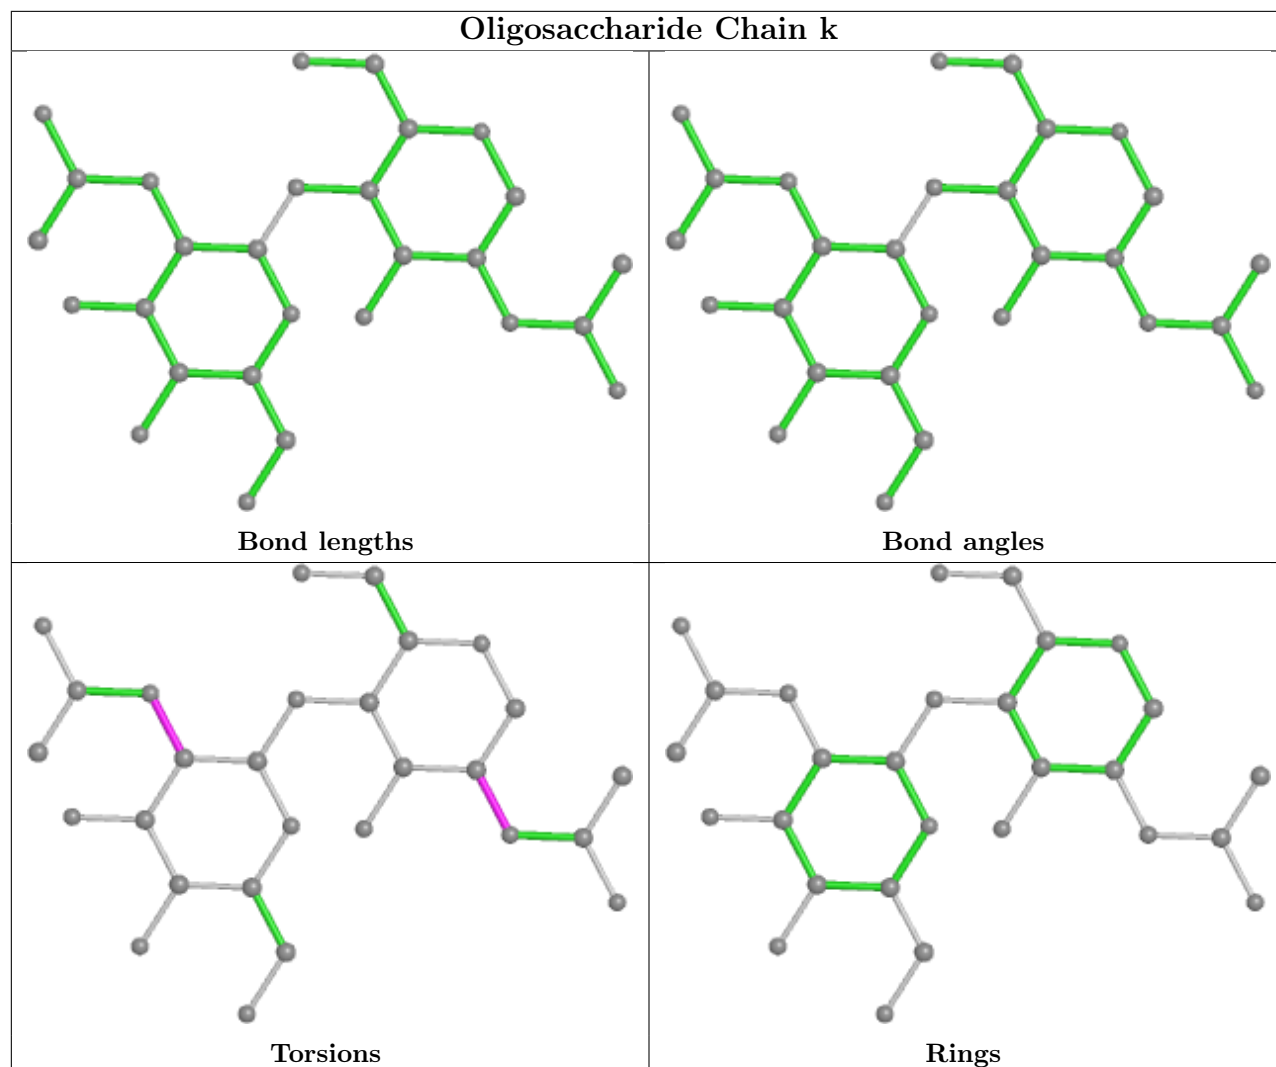 Oligosaccharide Chain k
Bond lengths
Bond angles
Torsions
Rings